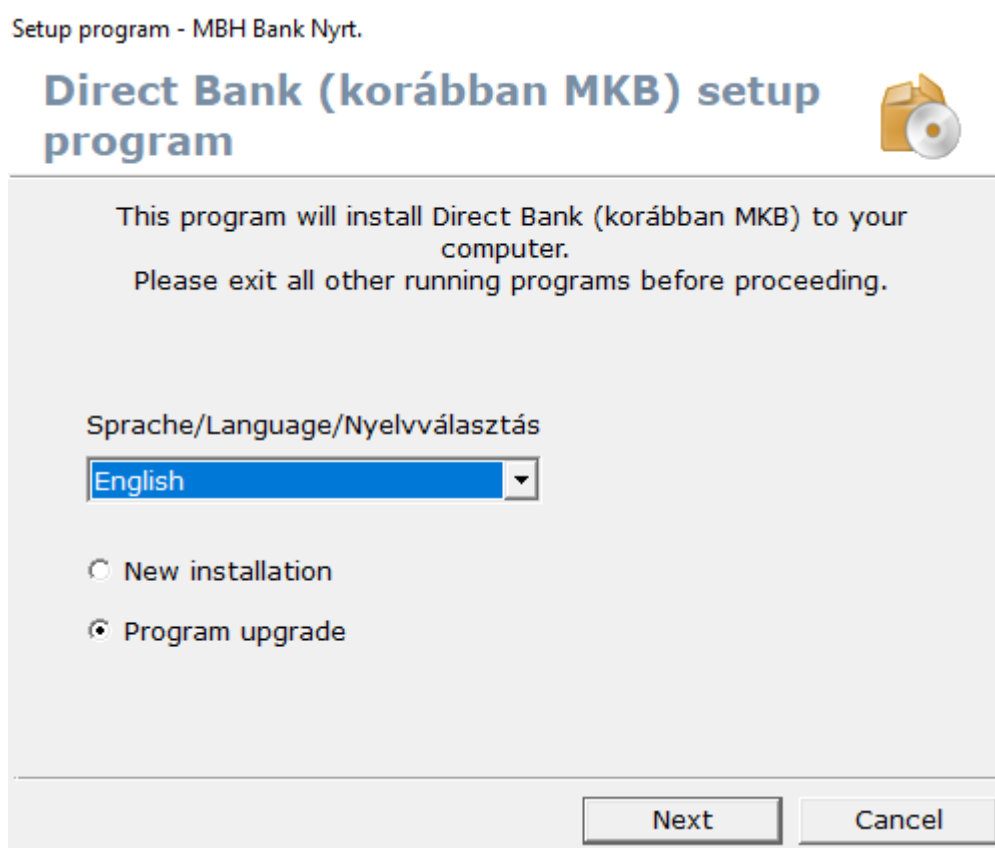 Setup program - MBH Bank Nyrt.
Direct Bank (korábban MKB) setup
program
This program will install Direct Bank (korábban MKB) to your
computer.
Please exit all other running programs before proceeding.
Sprache/Language/Nyelvválasztás
English
New installation
Program upgrade
Next
Cancel